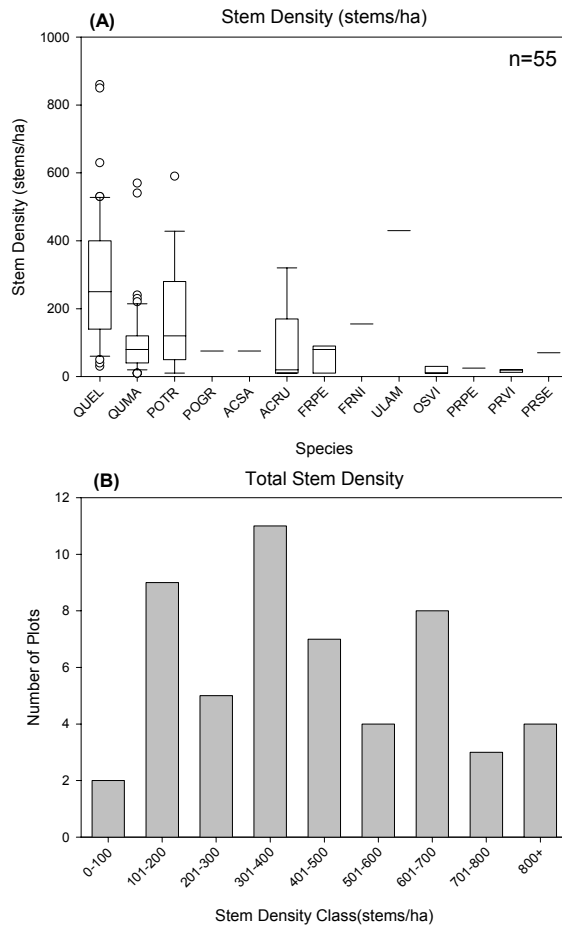 (A) Stem Density (stems/ha)
n=55
Stem Density (stems/ha)
1000
800
600
400
200
0
QUEL QUMA POTR POGR ACSA ACRU FRPE FRNI ULAM OSVI PRPE PRVI PRSE
Species
(B) Total Stem Density
Number of Plots
12
10
8
6
4
2
0
0-100 101-200 201-300 301-400 401-500 501-600 601-700 701-800 800+
Stem Density Class(stems/ha)